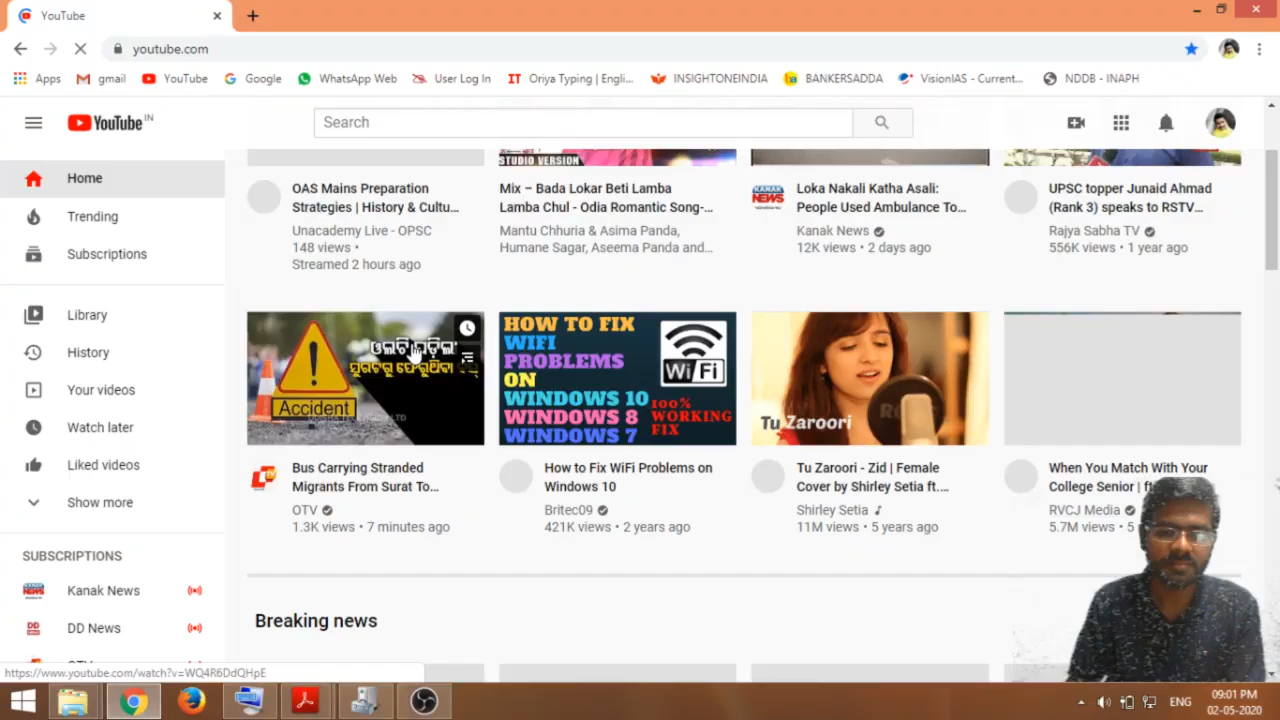 YouTube
youtube.com
Apps
gmail
YouTube
Google
WhatsApp Web
User Log In
IT Oriya Typing | Engli...
INSIGHTONEINDIA
BANKERSADDA
VisionIAS - Current...
NDDB - INAPH
YouTube IN
Search
Home
Trending
Subscriptions
Library
History
Your videos
Watch later
Liked videos
Show more
SUBSCRIPTIONS
Kanak News
DD News
OAS Mains Preparation
Strategies | History & Cultu...
Unacademy Live - OPSC
148 views •
Streamed 2 hours ago
STUDIO VERSION
Mix – Bada Lokar Beti Lamba
Lamba Chul - Odia Romantic Song-...
Mantu Chhuria & Asima Panda,
Humane Sagar, Aseema Panda and...
KANAK
NEWS
Loka Nakali Katha Asali:
People Used Ambulance To...
Kanak News
12K views • 2 days ago
UPSC topper Junaid Ahmad
(Rank 3) speaks to RSTV...
Rajya Sabha TV
556K views • 1 year ago
Accident
Bus Carrying Stranded
Migrants From Surat To...
OTV
1.3K views • 7 minutes ago
HOW TO FIX
WIFI
PROBLEMS
ON
WINDOWS 10
WINDOWS 8
WINDOWS 7
Wi Fi
100%
WORKING
FIX
How to Fix WiFi Problems on
Windows 10
Britec09
421K views • 2 years ago
Tu Zaroori
Tu Zaroori - Zid | Female
Cover by Shirley Setia ft....
Shirley Setia
11M views • 5 years ago
When You Match With Your
College Senior | ft
RVCJ Media
5.7M views • 5
Breaking news
https://www.youtube.com/watch?v=WQ4R6DdQHpE
ENG
09:01 PM
02-05-2020